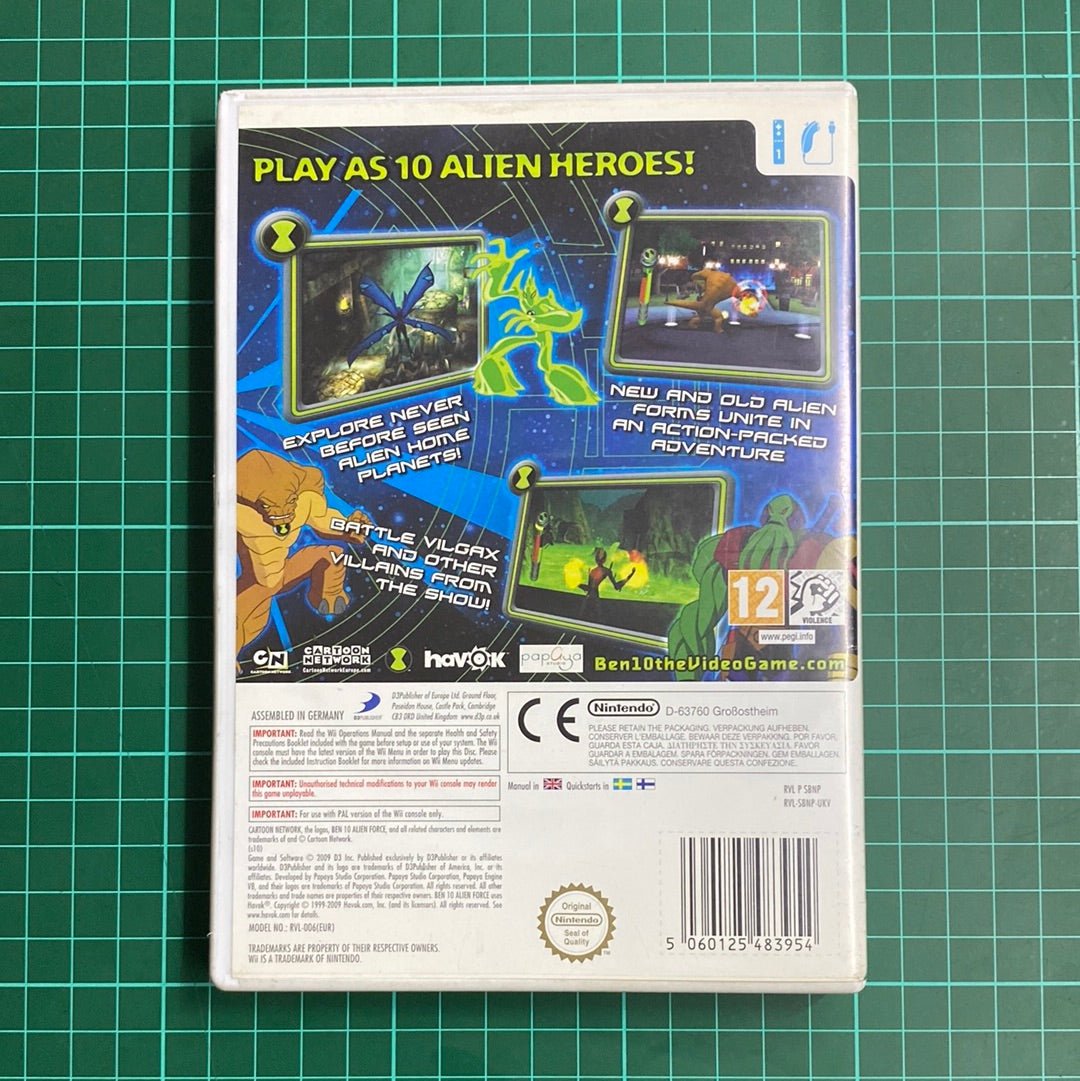 1
PLAY AS 10 ALIEN HEROES!
EXPLORE NEVER
BEFORE SEEN
ALIEN HOME
PLANETS!
NEW AND OLD ALIEN
FORMS UNITE IN
AN ACTION-PACKED
ADVENTURE
BATTLE VILGAX
AND OTHER
VILLAINS FROM
THE SHOW!
12
VIOLENCE
www.pegi.info
CN
CARTOON NETWORK
CARTOON
NETWORK
CartoonNetworkEurope.com
havok
papaya
STUDIO
Ben10theVideoGame.com
ASSEMBLED IN GERMANY
D3PUBLISHER
D3Publisher of Europe Ltd. Ground Floor,
Poseidon House, Castle Park, Cambridge
CB3 0RD United Kingdom www.d3p.co.uk
IMPORTANT: Read the Wii Operations Manual and the separate Health and Safety
Precautions Booklet included with the game before setup or use of your system. The Wii
console must have the latest version of the Wii Menu in order to play this Disc. Please
check the included Instruction Booklet for more information on Wii Menu updates.
IMPORTANT: Unauthorised technical modifications to your Wii console may render
this game unplayable.
IMPORTANT: For use with PAL version of the Wii console only.
CARTOON NETWORK, the logos, BEN 10 ALIEN FORCE, and all related characters and elements are
trademarks of and © Cartoon Network.
(s10)
Game and Software © 2009 D3 Inc. Published exclusively by D3Publisher or its affiliates
worldwide. D3Publisher and its logo are trademarks of D3Publisher of America, Inc. or its
affiliates. Developed by Papaya Studio Corporation. Papaya Studio Corporation, Papaya Engine
V8, and their logos are trademarks of Papaya Studio Corporation. All rights reserved. All other
trademarks and trade names are properties of their respective owners. BEN 10 ALIEN FORCE uses
Havok®. Copyright © 1999-2009 Havok.com, Inc. (and its licensors). All rights reserved. See
www.havok.com for details.
MODEL NO.: RVL-006(EUR)
TRADEMARKS ARE PROPERTY OF THEIR RESPECTIVE OWNERS.
Wii IS A TRADEMARK OF NINTENDO.
CE
Nintendo
D-63760 Großostheim
PLEASE RETAIN THE PACKAGING. VERPACKUNG AUFHEBEN.
CONSERVER L'EMBALLAGE. BEWAAR DEZE VERPAKKING. POR FAVOR,
GUARDA ESTA CAJA. ΔΙΑΤΗΡΗΣΤΕ ΤΗΝ ΣΥΣΚΕΥΑΣΙΑ. FAVOR
GUARDAR A EMBALAGEM. SPARA FÖRPACKNINGEN. GEM EMBALLAGEN.
SÄILYTÄ PAKKAUS. CONSERVARE QUESTA CONFEZIONE.
Manual in Quickstarts in
RVL P SBNP
RVL-SBNP-UKV
Original
Nintendo
Seal of
Quality
TM
5 060125 483954